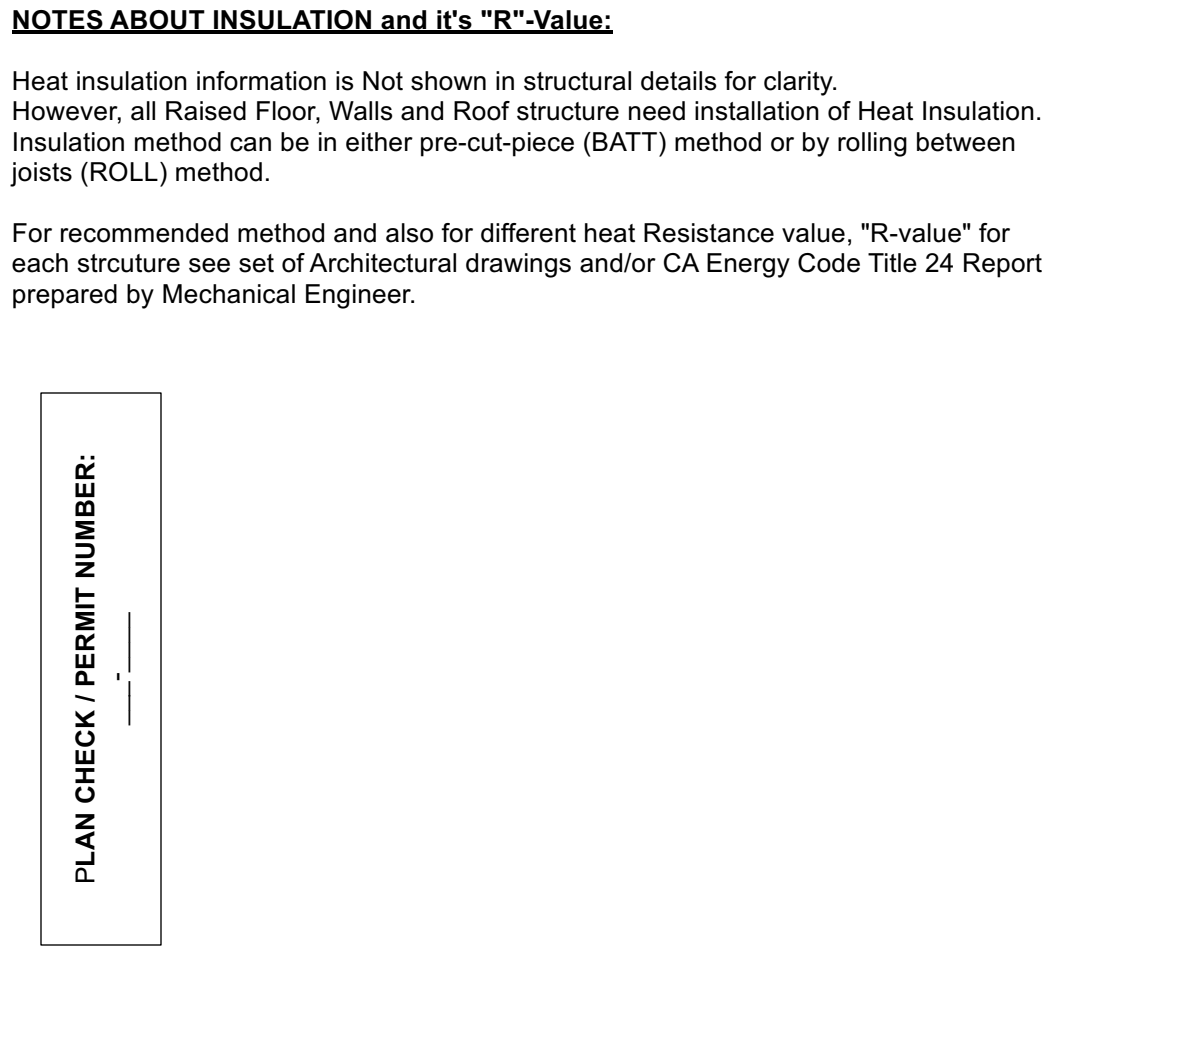 NOTES ABOUT INSULATION and it's "R"-Value:
Heat insulation information is Not shown in structural details for clarity.
However, all Raised Floor, Walls and Roof structure need installation of Heat Insulation.
Insulation method can be in either pre-cut-piece (BATT) method or by rolling between
joists (ROLL) method.
For recommended method and also for different heat Resistance value, "R-value" for
each strcuture see set of Architectural drawings and/or CA Energy Code Title 24 Report
prepared by Mechanical Engineer.
PLAN CHECK / PERMIT NUMBER:
___-____